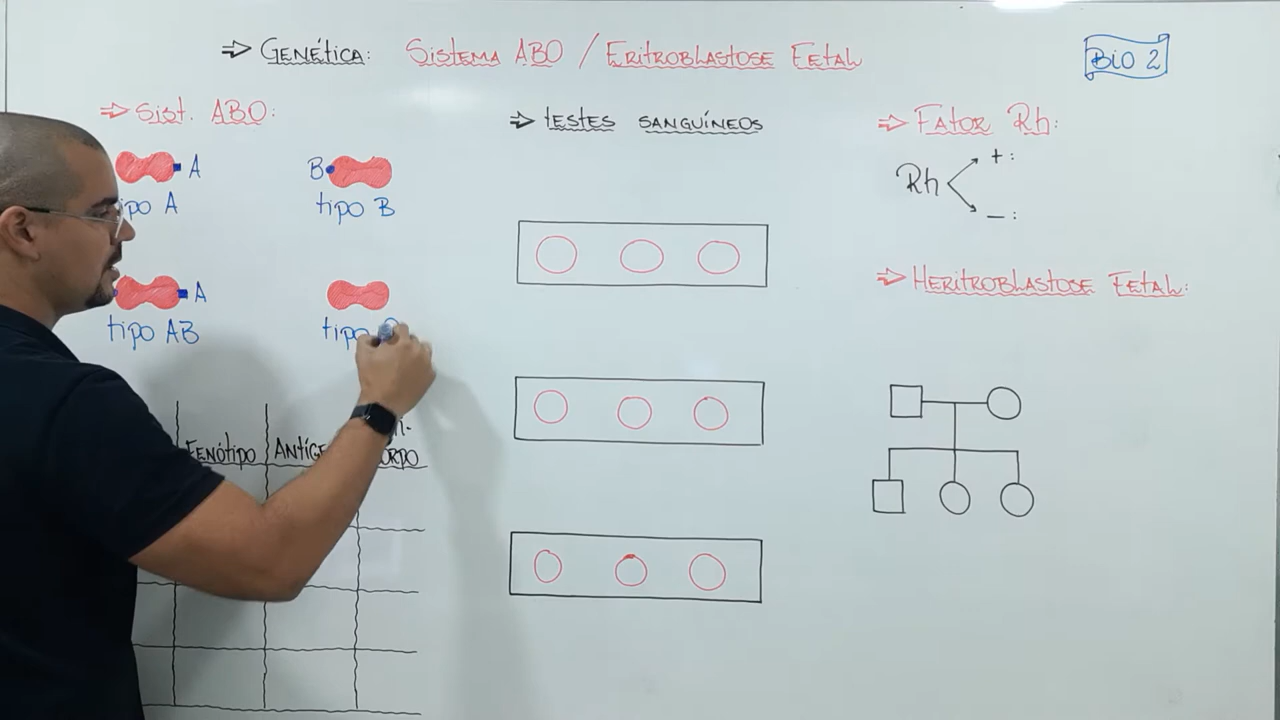 ⇒ GENÉTICA: SISTEMA ABO / ERITROBLASTOSE FETAL
BIO 2
⇒ SIST. ABO:
A
B
tipo B
A
tipo AB
FENÓTIPO
⇒ TESTES SANGUÍNEOS
⇒ FATOR Rh:
Rh
+ :
– :
⇒ HERITROBLASTOSE FETAL: